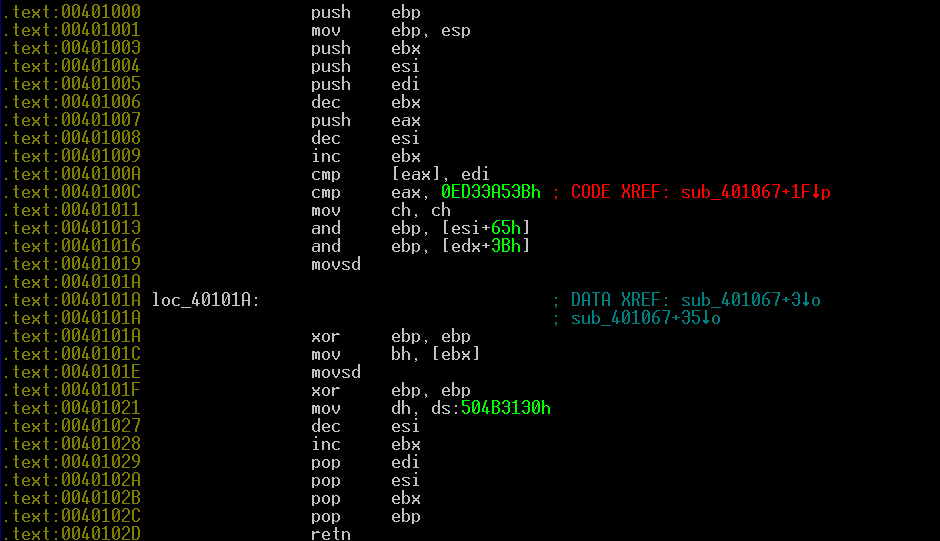 .text:00401000 push ebp
.text:00401001 mov ebp, esp
.text:00401003 push ebx
.text:00401004 push esi
.text:00401005 push edi
.text:00401006 dec ebx
.text:00401007 push eax
.text:00401008 dec esi
.text:00401009 inc ebx
.text:0040100A cmp [eax], edi
.text:0040100C cmp eax, 0ED33A53Bh ; CODE XREF: sub_401067+1F↓p
.text:00401011 mov ch, ch
.text:00401013 and ebp, [esi+65h]
.text:00401016 and ebp, [edx+3Bh]
.text:00401019 movsd
.text:0040101A
.text:0040101A loc_40101A: ; DATA XREF: sub_401067+3↓o
.text:0040101A ; sub_401067+35↓o
.text:0040101A xor ebp, ebp
.text:0040101C mov bh, [ebx]
.text:0040101E movsd
.text:0040101F xor ebp, ebp
.text:00401021 mov dh, ds:504B3130h
.text:00401027 dec esi
.text:00401028 inc ebx
.text:00401029 pop edi
.text:0040102A pop esi
.text:0040102B pop ebx
.text:0040102C pop ebp
.text:0040102D retn